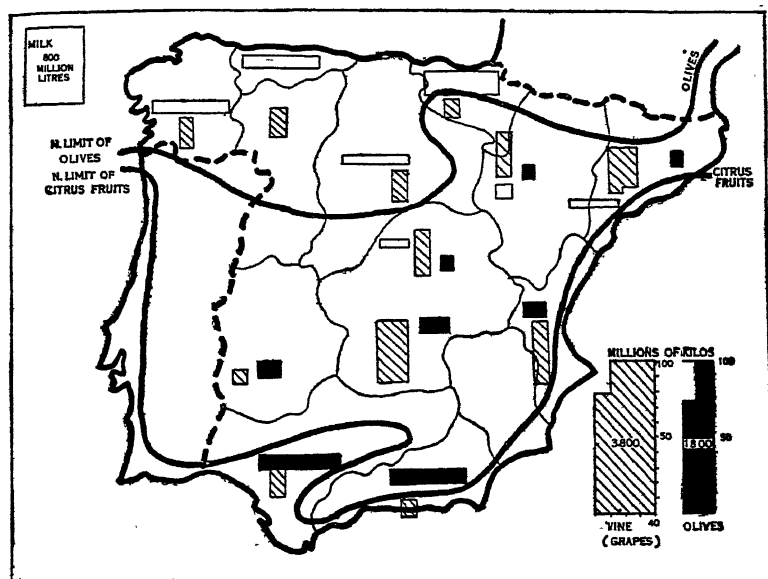 MILK
800
MILLION
LITRES
OLIVES
N. LIMIT OF
OLIVES
N. LIMIT OF
CITRUS FRUITS
CITRUS
FRUITS
MILLIONS OF KILOS
100
100
50
50
3800
1800
VINE
40
OLIVES
(GRAPES)